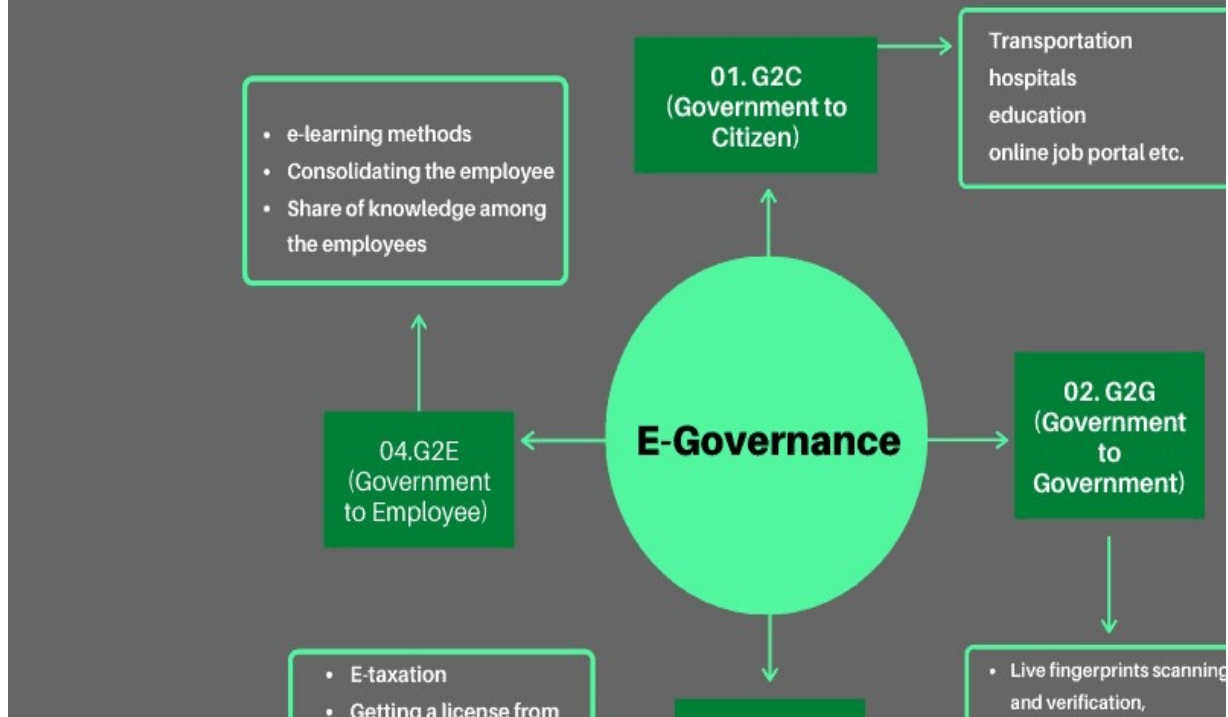 01. G2C
(Government to
Citizen)
Transportation
hospitals
education
online job portal etc.
• e-learning methods
• Consolidating the employee
• Share of knowledge among
the employees
E-Governance
02. G2G
(Government
to
Government)
04.G2E
(Government
to Employee)
• E-taxation
• Getting a license from
• Live fingerprints scanning
and verification,